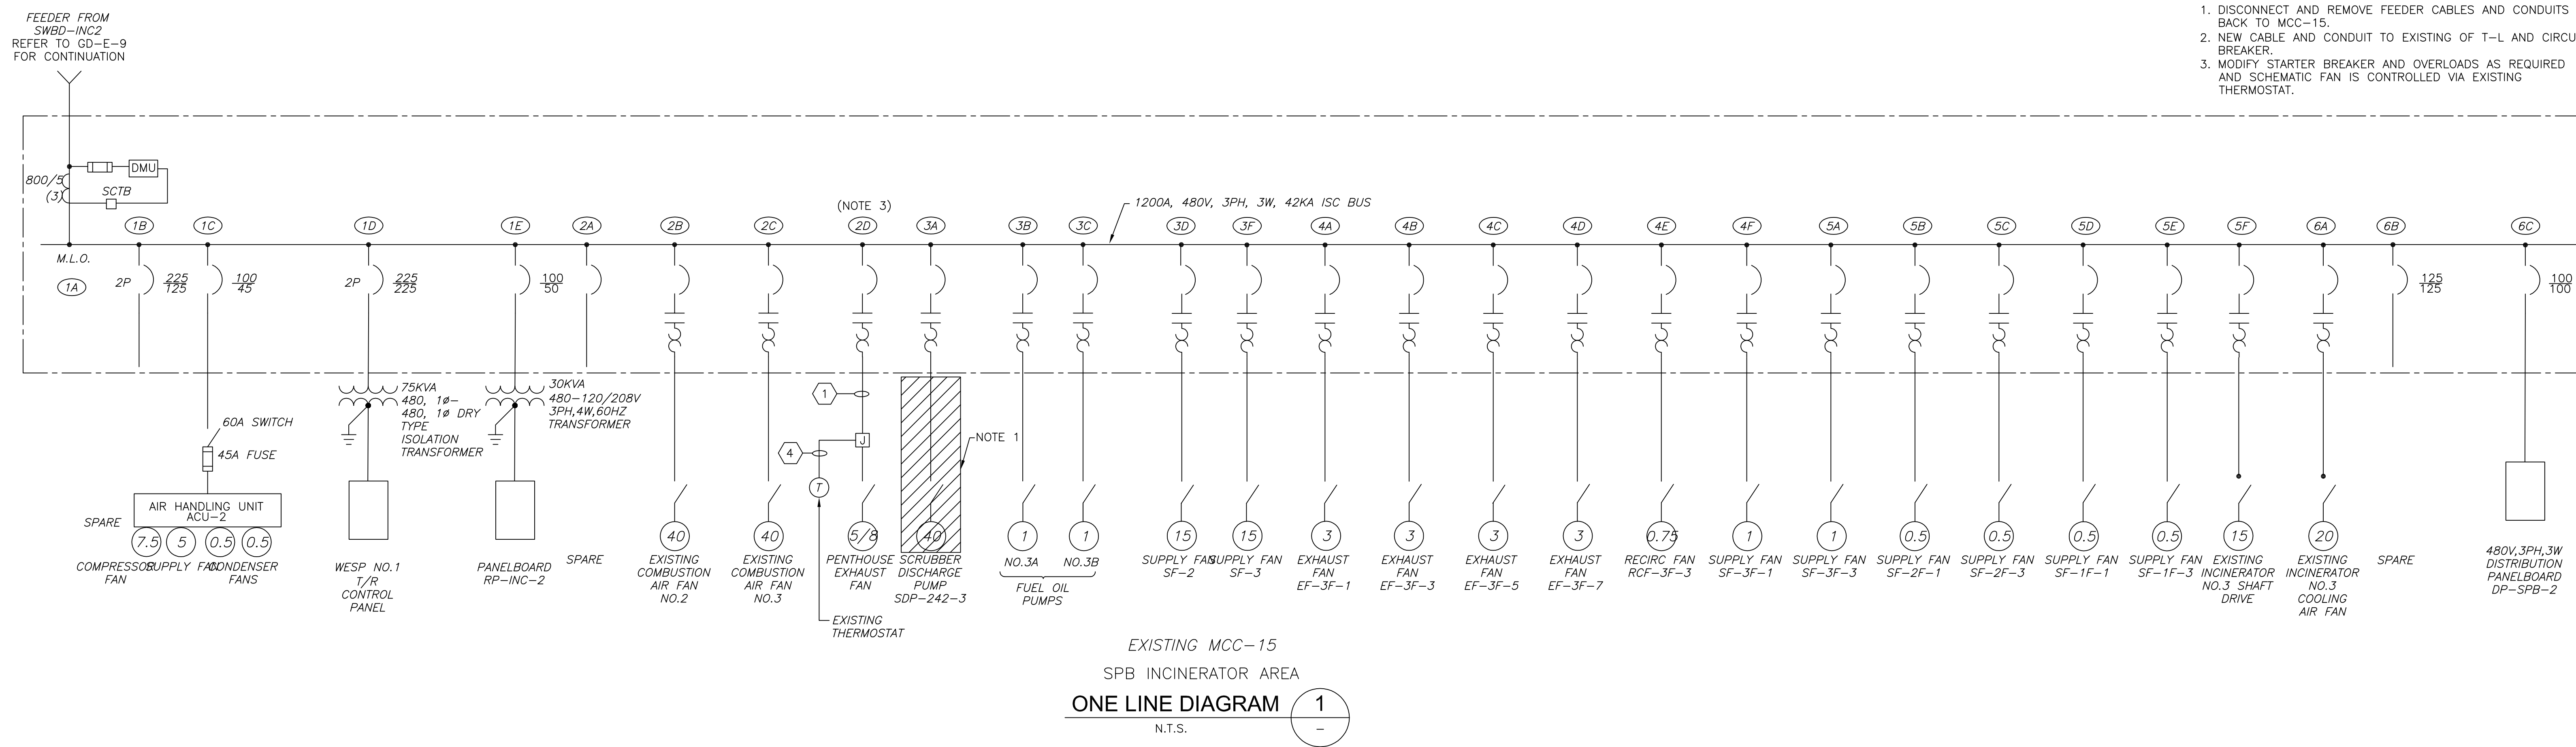 FEEDER FROM
SWBD-INC2
REFER TO GD-E-9
FOR CONTINUATION
1. DISCONNECT AND REMOVE FEEDER CABLES AND CONDUITS
BACK TO MCC-15.
2. NEW CABLE AND CONDUIT TO EXISTING OF T-L AND CIRCU
BREAKER.
3. MODIFY STARTER BREAKER AND OVERLOADS AS REQUIRED
AND SCHEMATIC FAN IS CONTROLLED VIA EXISTING
THERMOSTAT.
DMU
800/5
(3)
SCTB
(NOTE 3)
1200A, 480V, 3PH, 3W, 42KA ISC BUS
1B 1C 1D 1E 2A 2B 2C 2D 3A 3B 3C 3D 3F 4A 4B 4C 4D 4E 4F 5A 5B 5C 5D 5E 5F 6A 6B 6C
M.L.O.
1A
2P
225
125
100
45
2P
225
225
100
50
125
125
100
100
75KVA
480, 1ø-
480, 1ø DRY
TYPE
ISOLATION
TRANSFORMER
30KVA
480-120/208V
3PH,4W,60HZ
TRANSFORMER
60A SWITCH
45A FUSE
1
J
4
T
NOTE 1
AIR HANDLING UNIT
ACU-2
SPARE
7.5 5 0.5 0.5
COMPRESSOR
FAN
SUPPLY FAN
CONDENSER
FANS
WESP NO.1
T/R
CONTROL
PANEL
PANELBOARD
RP-INC-2
SPARE
40
EXISTING
COMBUSTION
AIR FAN
NO.2
40
EXISTING
COMBUSTION
AIR FAN
NO.3
5/8
PENTHOUSE
EXHAUST
FAN
EXISTING
THERMOSTAT
40
SCRUBBER
DISCHARGE
PUMP
SDP-242-3
1
NO.3A
1
NO.3B
FUEL OIL
PUMPS
15
SUPPLY FAN
SF-2
15
SUPPLY FAN
SF-3
3
EXHAUST
FAN
EF-3F-1
3
EXHAUST
FAN
EF-3F-3
3
EXHAUST
FAN
EF-3F-5
3
EXHAUST
FAN
EF-3F-7
0.75
RECIRC FAN
RCF-3F-3
1
SUPPLY FAN
SF-3F-1
1
SUPPLY FAN
SF-3F-3
0.5
SUPPLY FAN
SF-2F-1
0.5
SUPPLY FAN
SF-2F-3
0.5
SUPPLY FAN
SF-1F-1
0.5
SUPPLY FAN
SF-1F-3
15
EXISTING
INCINERATOR
NO.3 SHAFT
DRIVE
20
EXISTING
INCINERATOR
NO.3
COOLING
AIR FAN
SPARE
480V,3PH,3W
DISTRIBUTION
PANELBOARD
DP-SPB-2
EXISTING MCC-15
SPB INCINERATOR AREA
ONE LINE DIAGRAM
1
-
N.T.S.